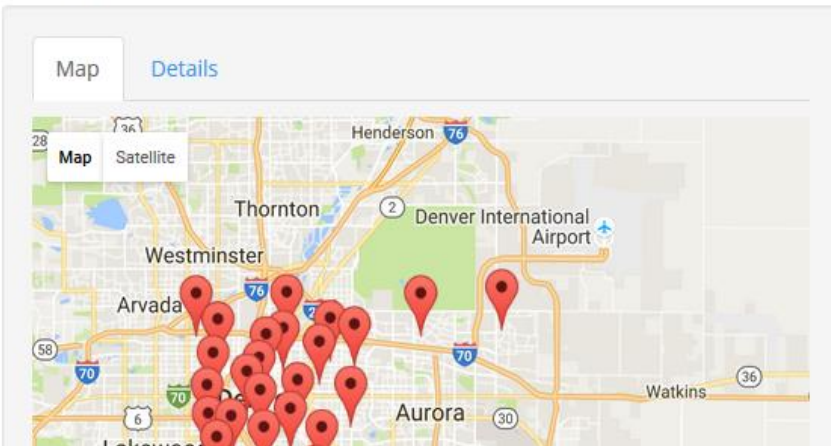 Map Details
36
28
Map Satellite
Henderson 76
Thornton
2
Denver International
Airport
Westminster
76
Arvada
58
70
70
70
36
Watkins
6
Aurora
30